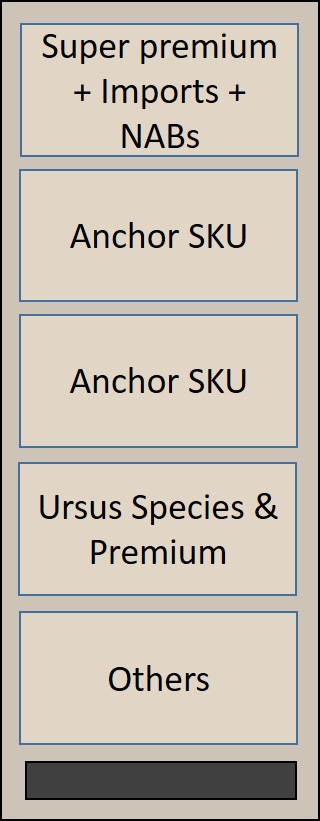 Super premium
+ Imports +
NABs
Anchor SKU
Anchor SKU
Ursus Species &
Premium
Others